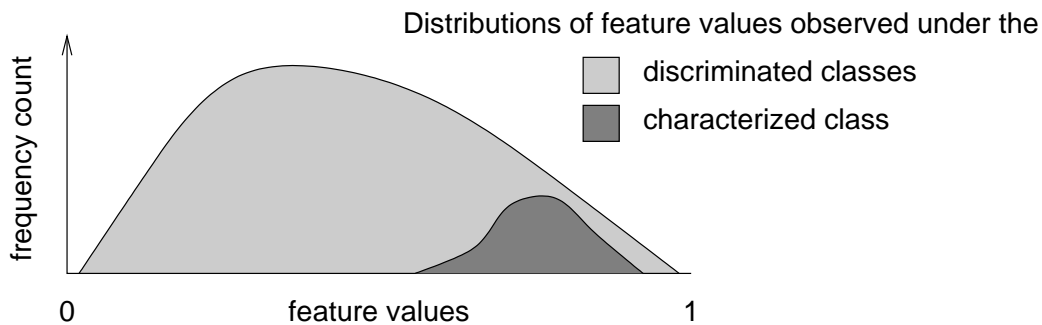 Distributions of feature values observed under the
discriminated classes
characterized class
frequency count
0
feature values
1